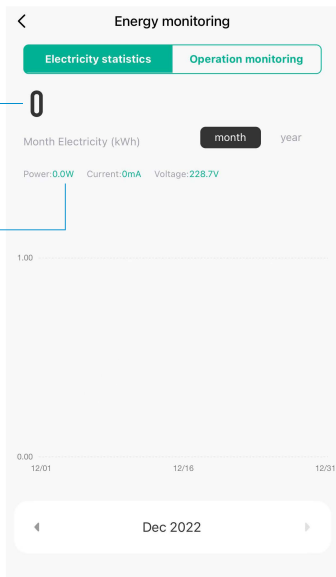 Energy monitoring
Electricity statistics Operation monitoring
0
Month Electricity (kWh) month year
Power:0.0W Current:0mA Voltage:228.7V
1.00
0.00
12/01 12/16 12/31
Dec 2022